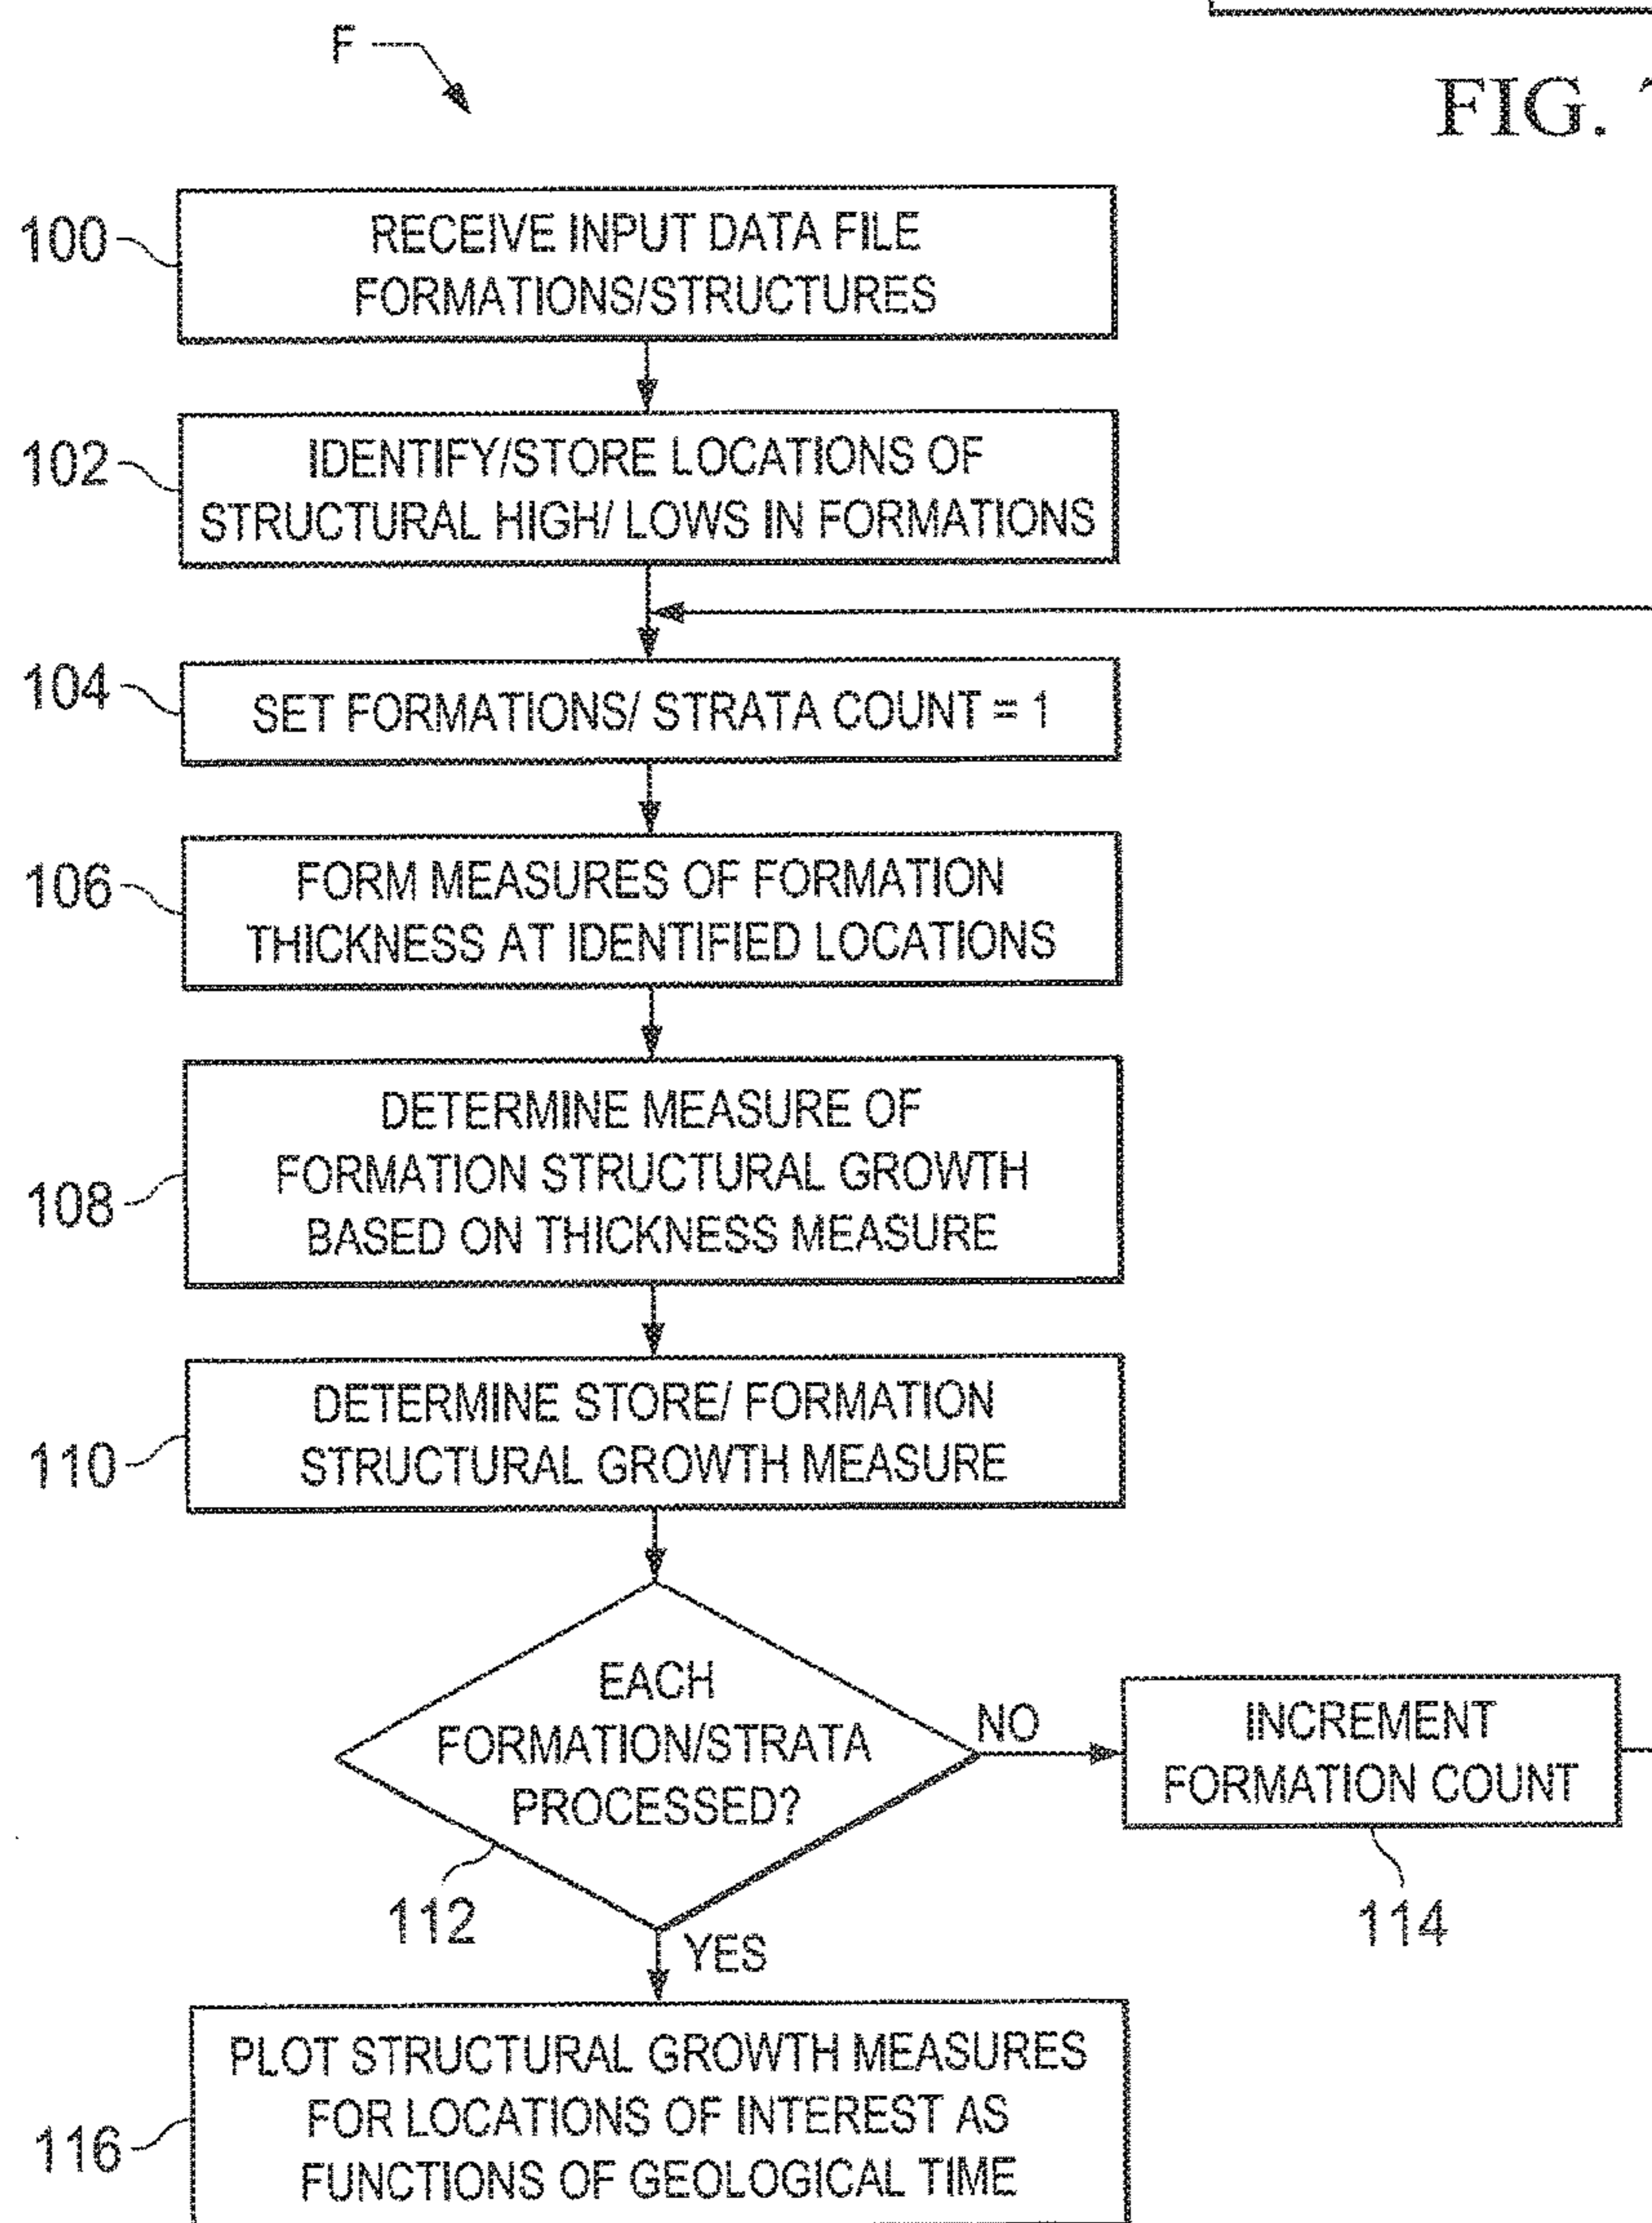 F
FIG.
100
RECEIVE INPUT DATA FILE
FORMATIONS/STRUCTURES
102
IDENTIFY/STORE LOCATIONS OF
STRUCTURAL HIGH/ LOWS IN FORMATIONS
104
SET FORMATIONS/ STRATA COUNT = 1
106
FORM MEASURES OF FORMATION
THICKNESS AT IDENTIFIED LOCATIONS
108
DETERMINE MEASURE OF
FORMATION STRUCTURAL GROWTH
BASED ON THICKNESS MEASURE
110
DETERMINE STORE/ FORMATION
STRUCTURAL GROWTH MEASURE
EACH
FORMATION/STRATA
PROCESSED?
112
NO
INCREMENT
FORMATION COUNT
114
YES
116
PLOT STRUCTURAL GROWTH MEASURES
FOR LOCATIONS OF INTEREST AS
FUNCTIONS OF GEOLOGICAL TIME